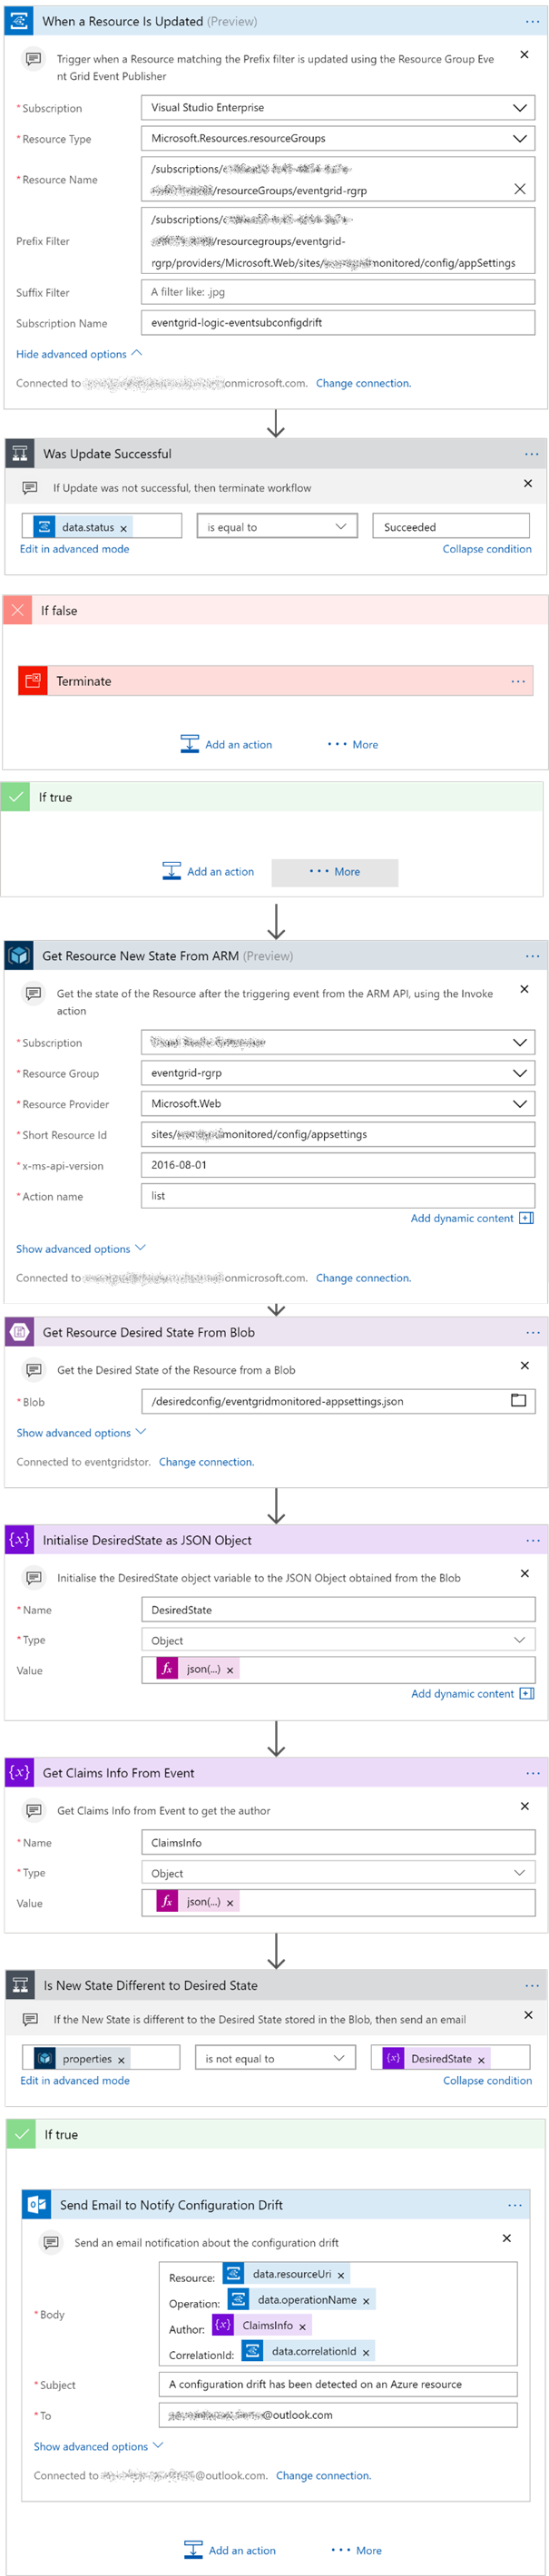 When a Resource Is Updated (Preview)
Trigger when a Resource matching the Prefix filter is updated using the Resource Group Eve
nt Grid Event Publisher
* Subscription
Visual Studio Enterprise
* Resource Type
Microsoft.Resources.resourceGroups
* Resource Name
/subscriptions/
/resourceGroups/eventgrid-rgrp
Prefix Filter
/subscriptions/
/resourcegroups/eventgrid-
rgrp/providers/Microsoft.Web/sites/ monitored/config/appSettings
Suffix Filter
A filter like: .jpg
Subscription Name
eventgrid-logic-eventsubconfigdrift
Hide advanced options
Connected to onmicrosoft.com. Change connection.
Was Update Successful
If Update was not successful, then terminate workflow
data.status x is equal to Succeeded
Edit in advanced mode Collapse condition
If false
Terminate
Add an action ... More
If true
Add an action ... More
Get Resource New State From ARM (Preview)
Get the state of the Resource after the triggering event from the ARM API, using the Invoke
action
* Subscription
* Resource Group
eventgrid-rgrp
* Resource Provider
Microsoft.Web
* Short Resource Id
sites/ monitored/config/appsettings
* x-ms-api-version
2016-08-01
* Action name
list
Add dynamic content
Show advanced options
Connected to onmicrosoft.com. Change connection.
Get Resource Desired State From Blob
Get the Desired State of the Resource from a Blob
* Blob
/desiredconfig/eventgridmonitored-appsettings.json
Show advanced options
Connected to eventgridstor. Change connection.
{x} Initialise DesiredState as JSON Object
Initialise the DesiredState object variable to the JSON Object obtained from the Blob
* Name
DesiredState
* Type
Object
Value
fx json(...) x
Add dynamic content
{x} Get Claims Info From Event
Get Claims Info from Event to get the author
* Name
ClaimsInfo
* Type
Object
Value
fx json(...) x
Is New State Different to Desired State
If the New State is different to the Desired State stored in the Blob, then send an email
properties x is not equal to {x} DesiredState x
Edit in advanced mode Collapse condition
If true
Send Email to Notify Configuration Drift
Send an email notification about the configuration drift
* Body
Resource: data.resourceUri x
Operation: data.operationName x
Author: {x} ClaimsInfo x
CorrelationId: data.correlationId x
* Subject
A configuration drift has been detected on an Azure resource
* To
@outlook.com
Show advanced options
Connected to @outlook.com. Change connection.
Add an action ... More